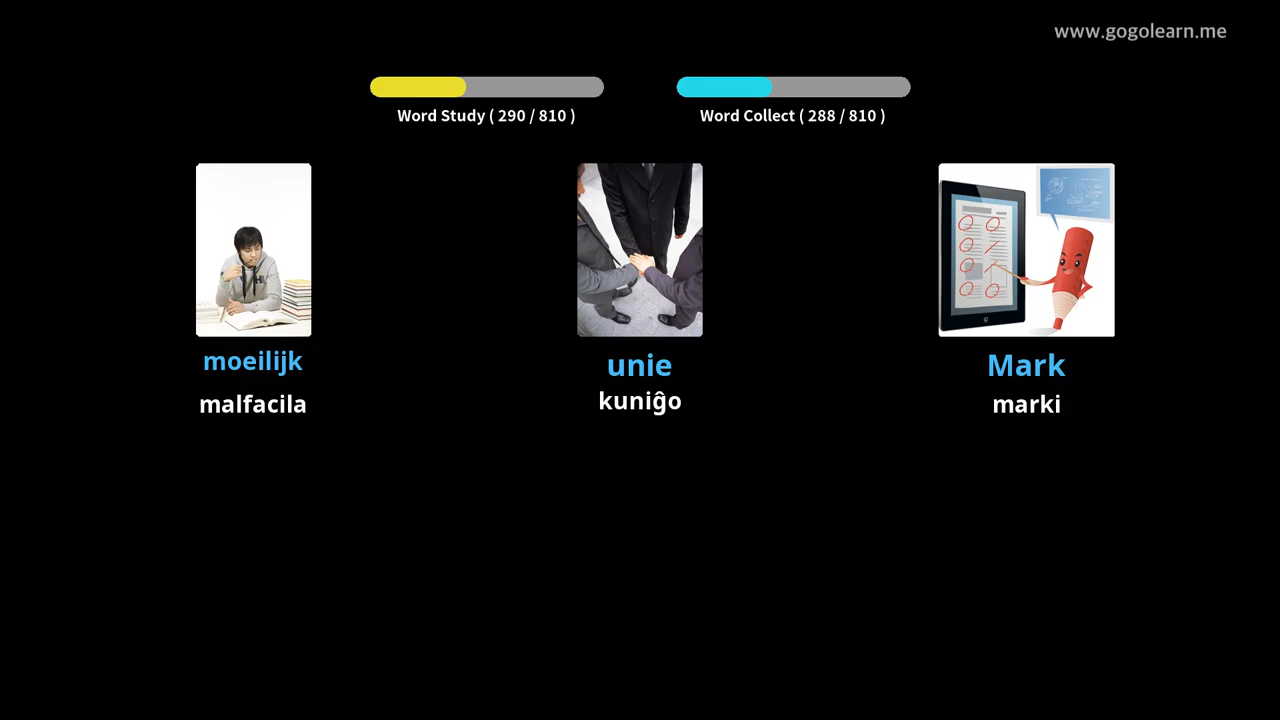 www.gogolearn.me
Word Study ( 290 / 810 )
Word Collect ( 288 / 810 )
moeilijk
malfacila
unie
kuniĝo
Mark
marki